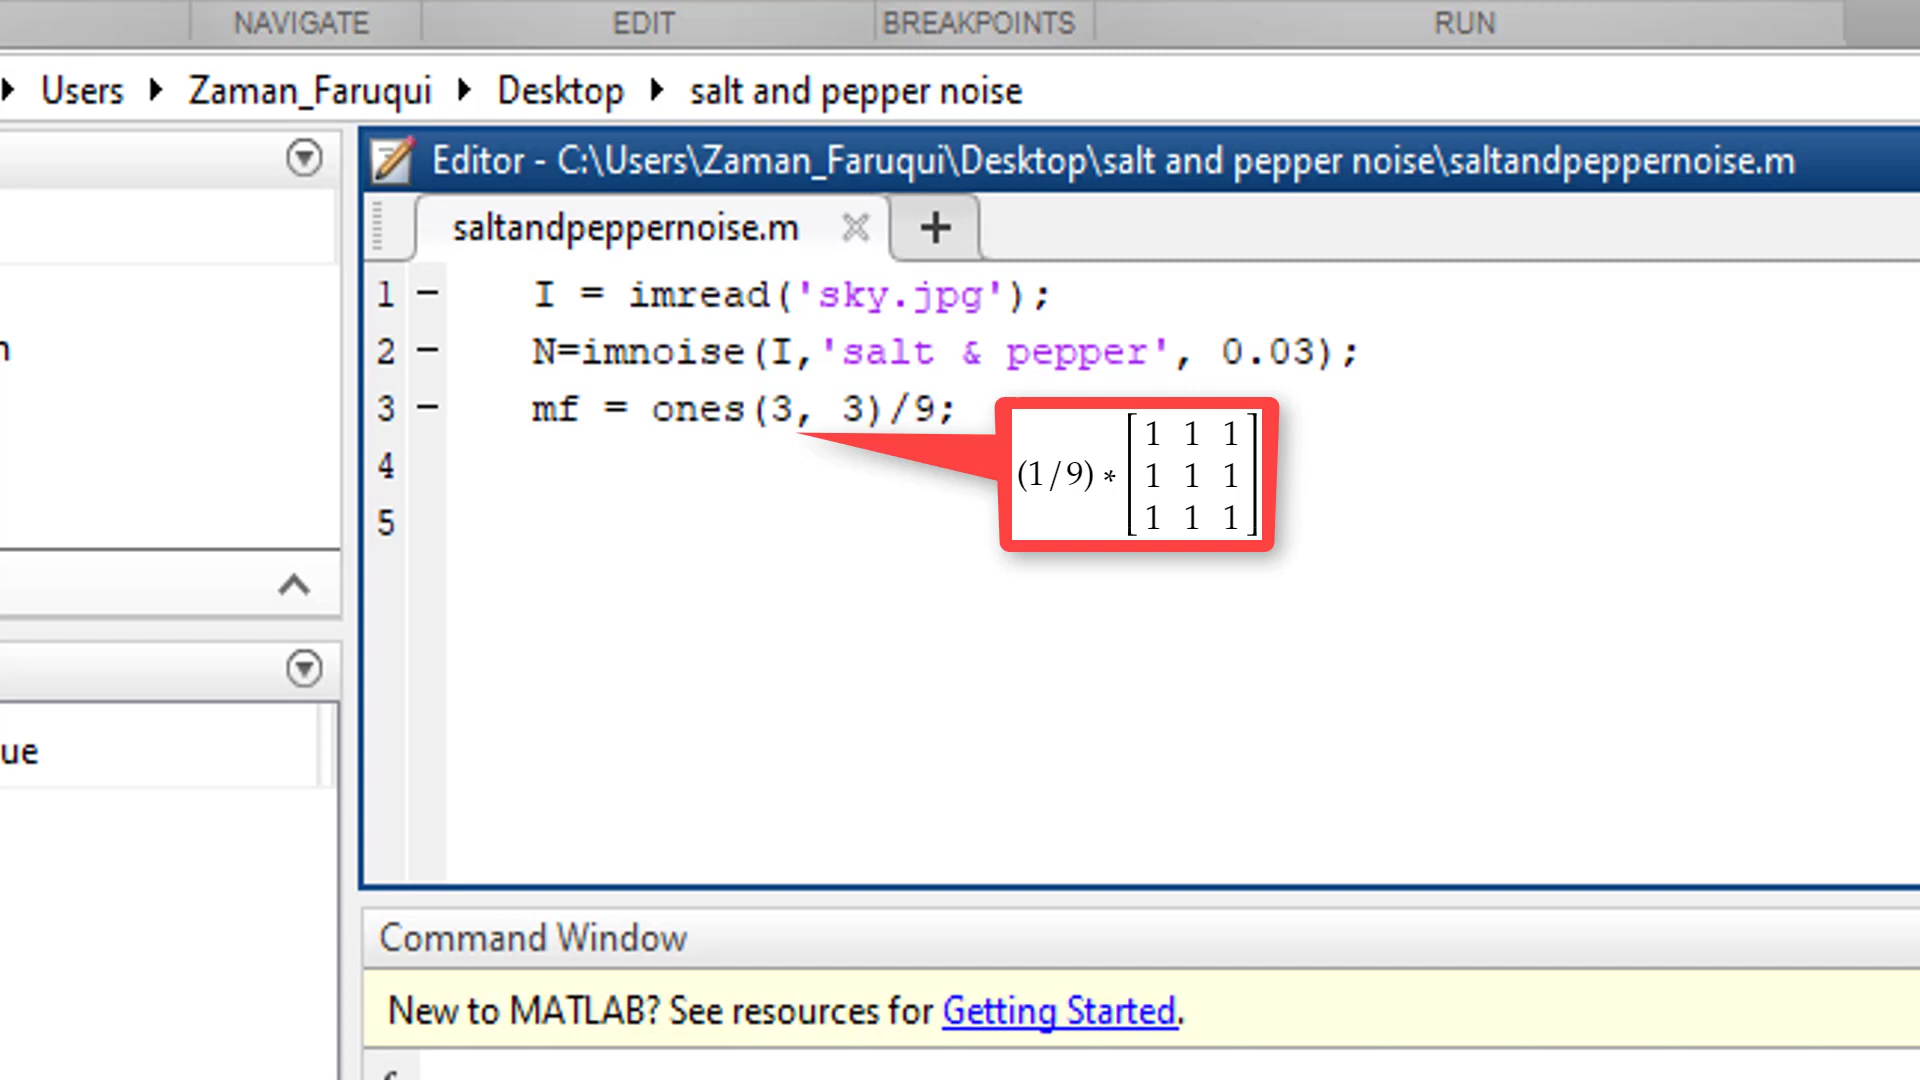 NAVIGATE EDIT BREAKPOINTS RUN
Users Zaman_Faruqui Desktop salt and pepper noise
Editor - C:\Users\Zaman_Faruqui\Desktop\salt and pepper noise\saltandpeppernoise.m
saltandpeppernoise.m
1 I = imread('sky.jpg');
2 N=imnoise(I,'salt & pepper', 0.03);
3 mf = ones(3, 3)/9;
4
5
1 1 1
(1/9) * 1 1 1
1 1 1
ue
Command Window
New to MATLAB? See resources for Getting Started.